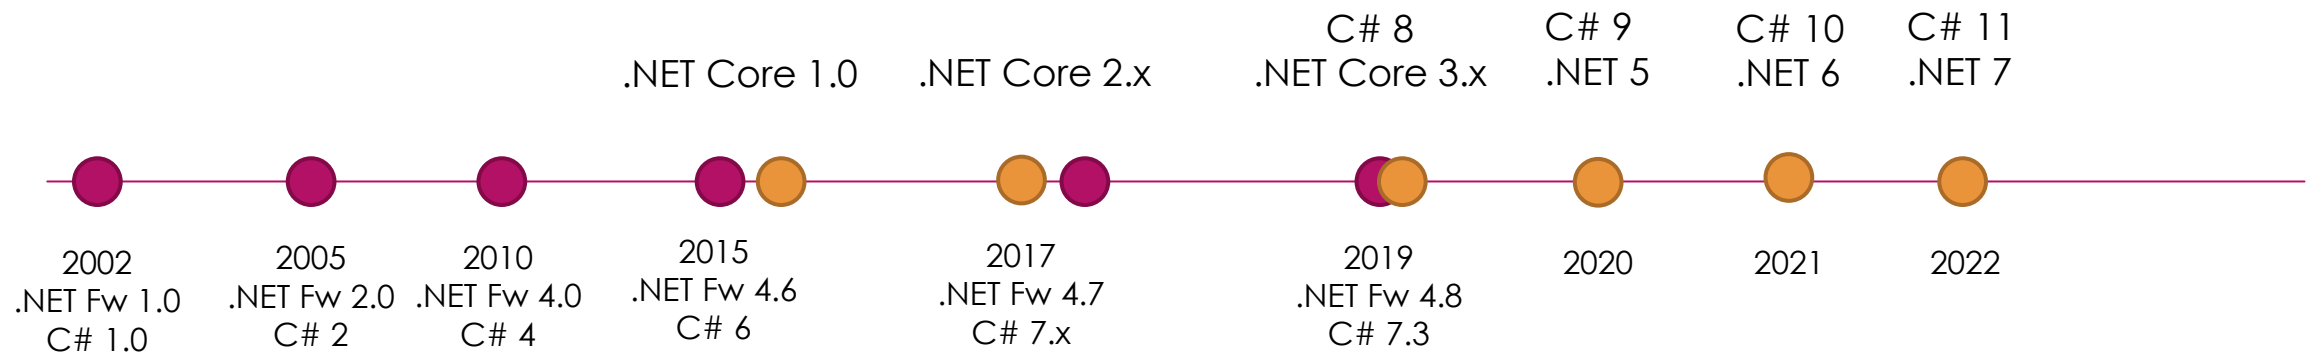 .NET Core 1.0
.NET Core 2.x
C# 8
.NET Core 3.x
C# 9
.NET 5
C# 10
.NET 6
C# 11
.NET 7
2002
.NET Fw 1.0
C# 1.0
2005
.NET Fw 2.0
C# 2
2010
.NET Fw 4.0
C# 4
2015
.NET Fw 4.6
C# 6
2017
.NET Fw 4.7
C# 7.x
2019
.NET Fw 4.8
C# 7.3
2020
2021
2022